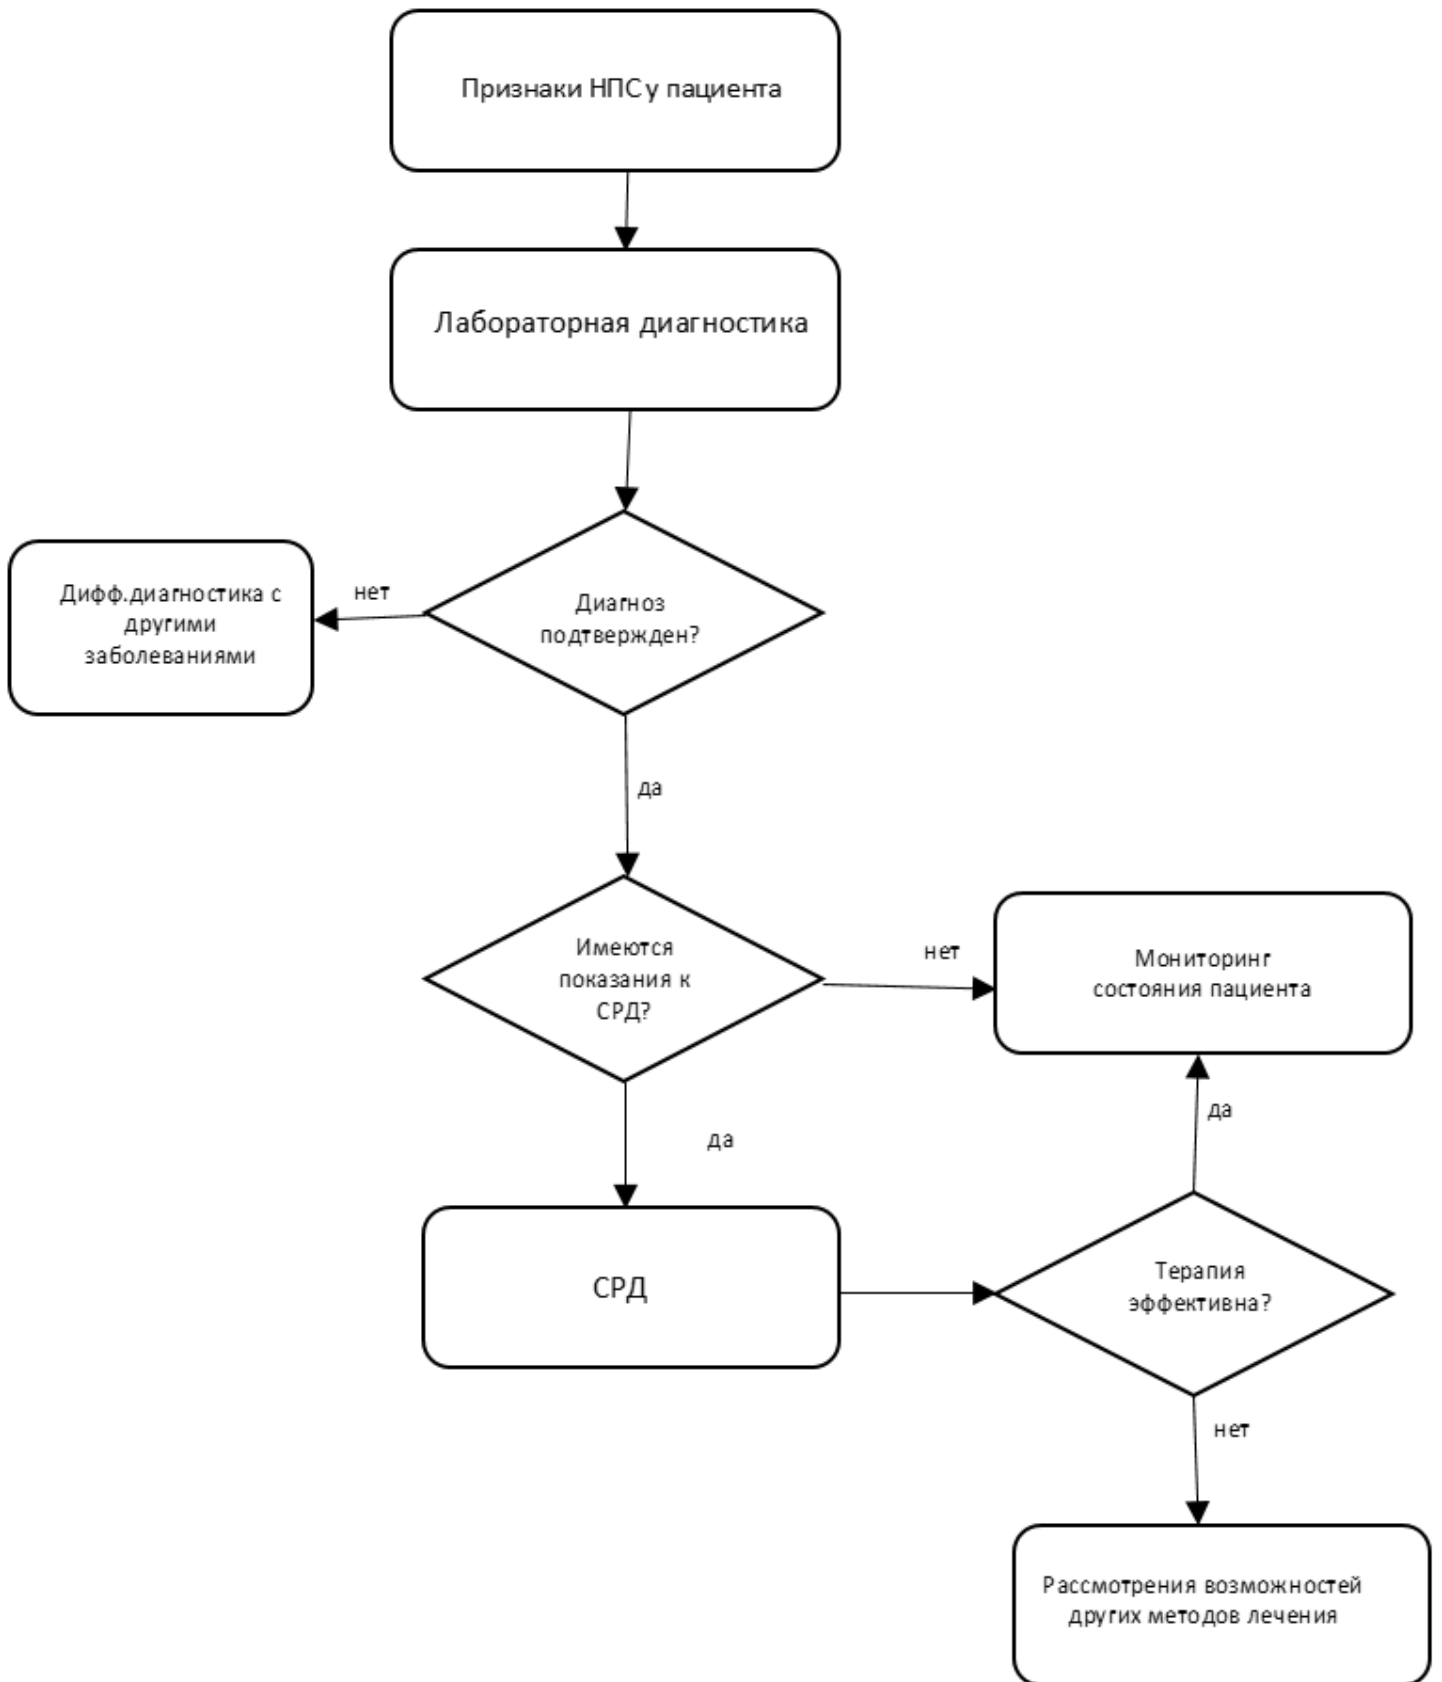 Признаки НПС у пациента
Лабораторная диагностика
Диагноз
подтвержден?
нет
Дифф.диагностика с
другими
заболеваниями
да
Имеются
показания к
СРД?
нет
Мониторинг
состояния пациента
да
СРД
Терапия
эффективна?
да
нет
Рассмотрения возможностей
других методов лечения